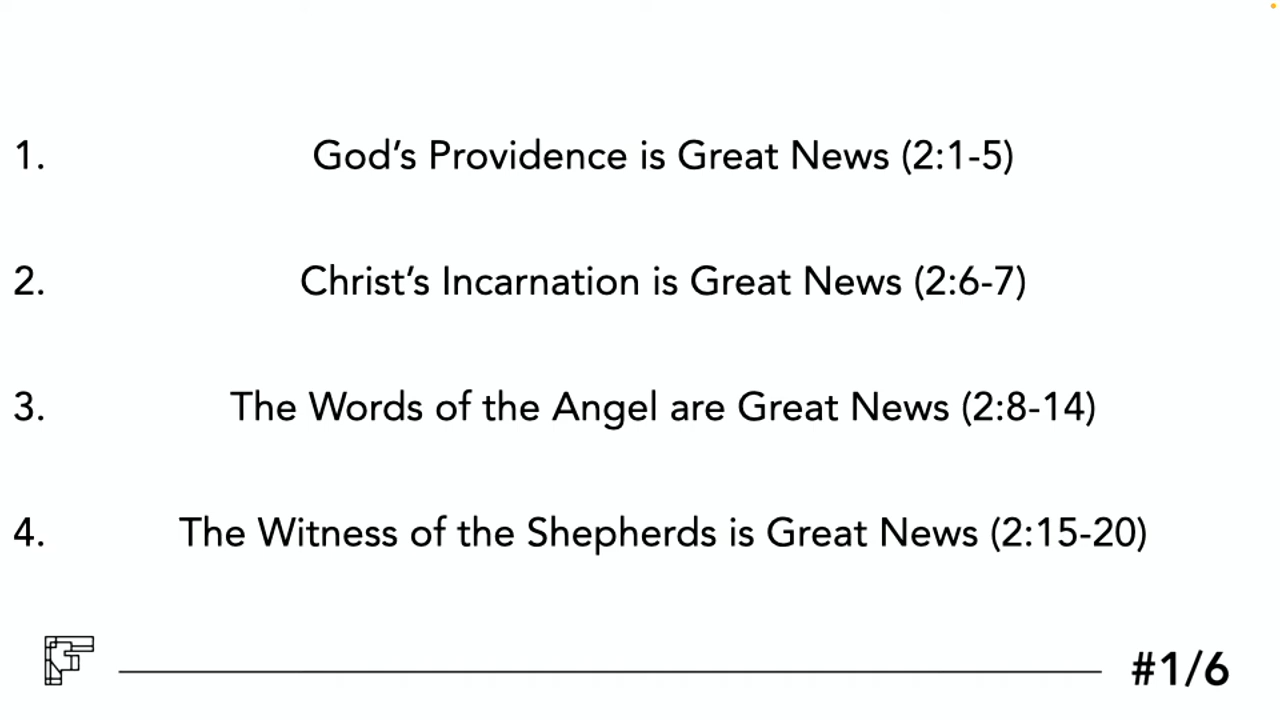 1. God’s Providence is Great News (2:1-5)
2. Christ’s Incarnation is Great News (2:6-7)
3. The Words of the Angel are Great News (2:8-14)
4. The Witness of the Shepherds is Great News (2:15-20)
#1/6